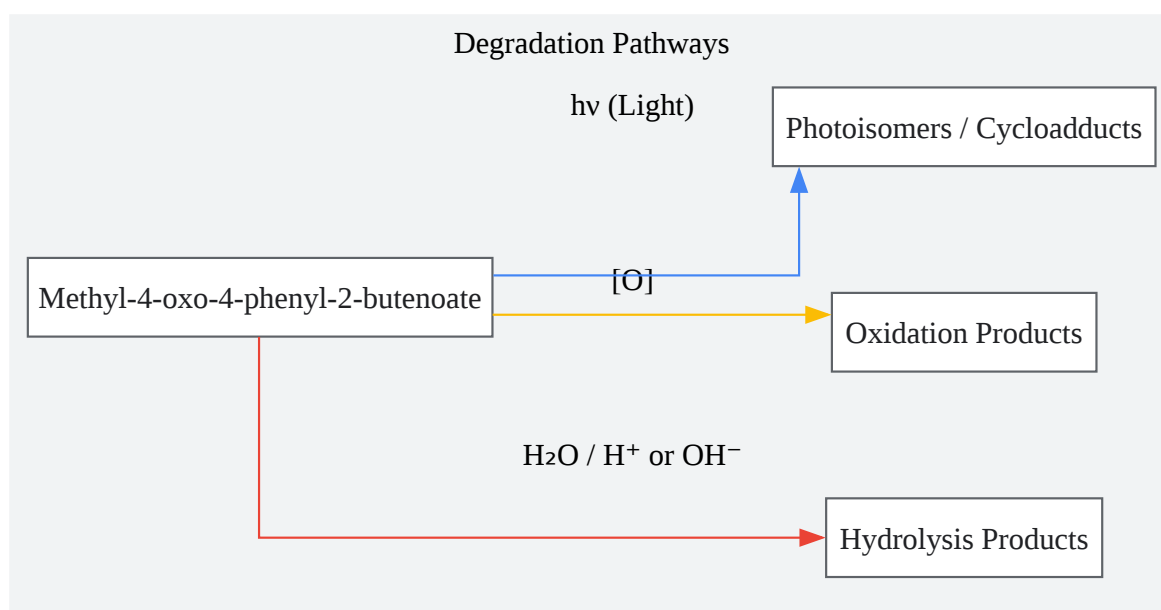 Degradation Pathways
hν (Light)
Photoisomers / Cycloadducts
Methyl-4-oxo-4-phenyl-2-butenoate
[O]
Oxidation Products
H₂O / H⁺ or OH⁻
Hydrolysis Products